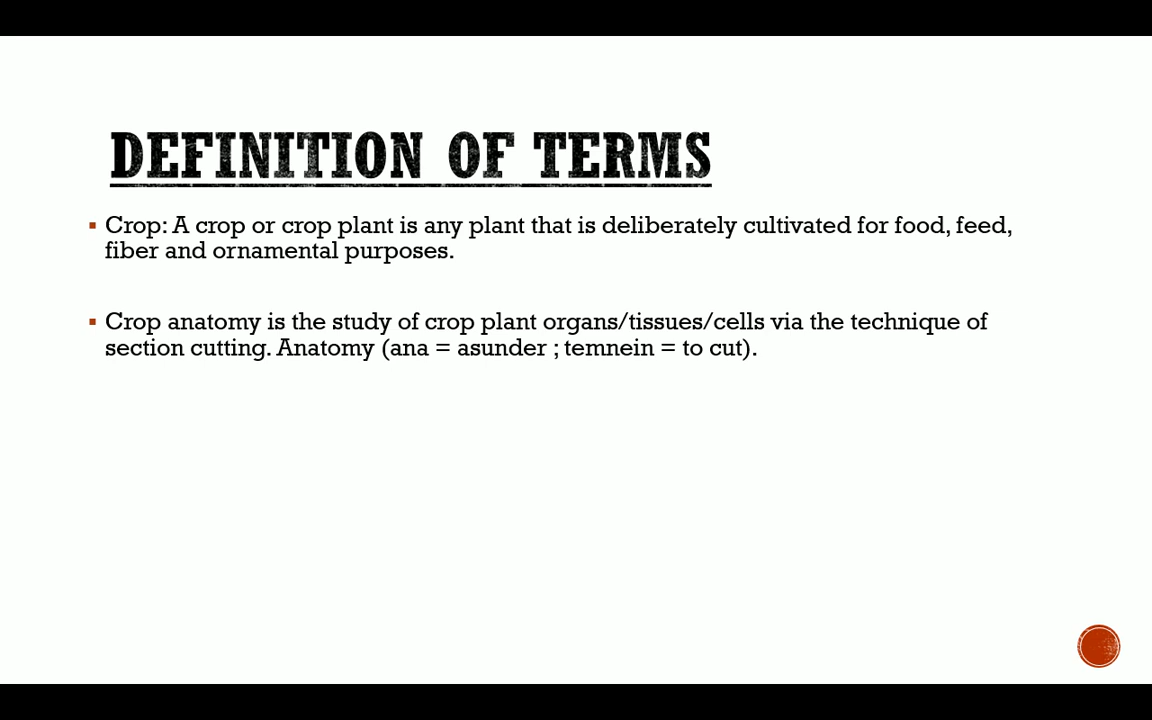 DEFINITION OF TERMS
▪ Crop: A crop or crop plant is any plant that is deliberately cultivated for food, feed,
fiber and ornamental purposes.
▪ Crop anatomy is the study of crop plant organs/tissues/cells via the technique of
section cutting. Anatomy (ana = asunder ; temnein = to cut).